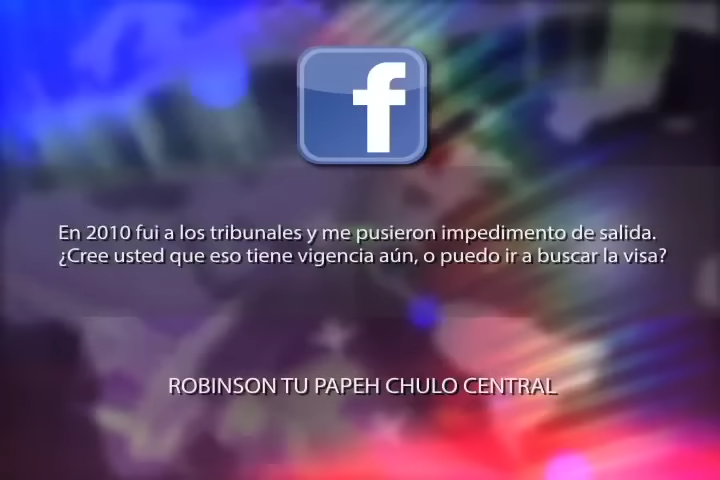 f
En 2010 fui a los tribunales y me pusieron impedimento de salida.
¿Cree usted que eso tiene vigencia aún, o puedo ir a buscar la visa?
ROBINSON TU PAPEH CHULO CENTRAL